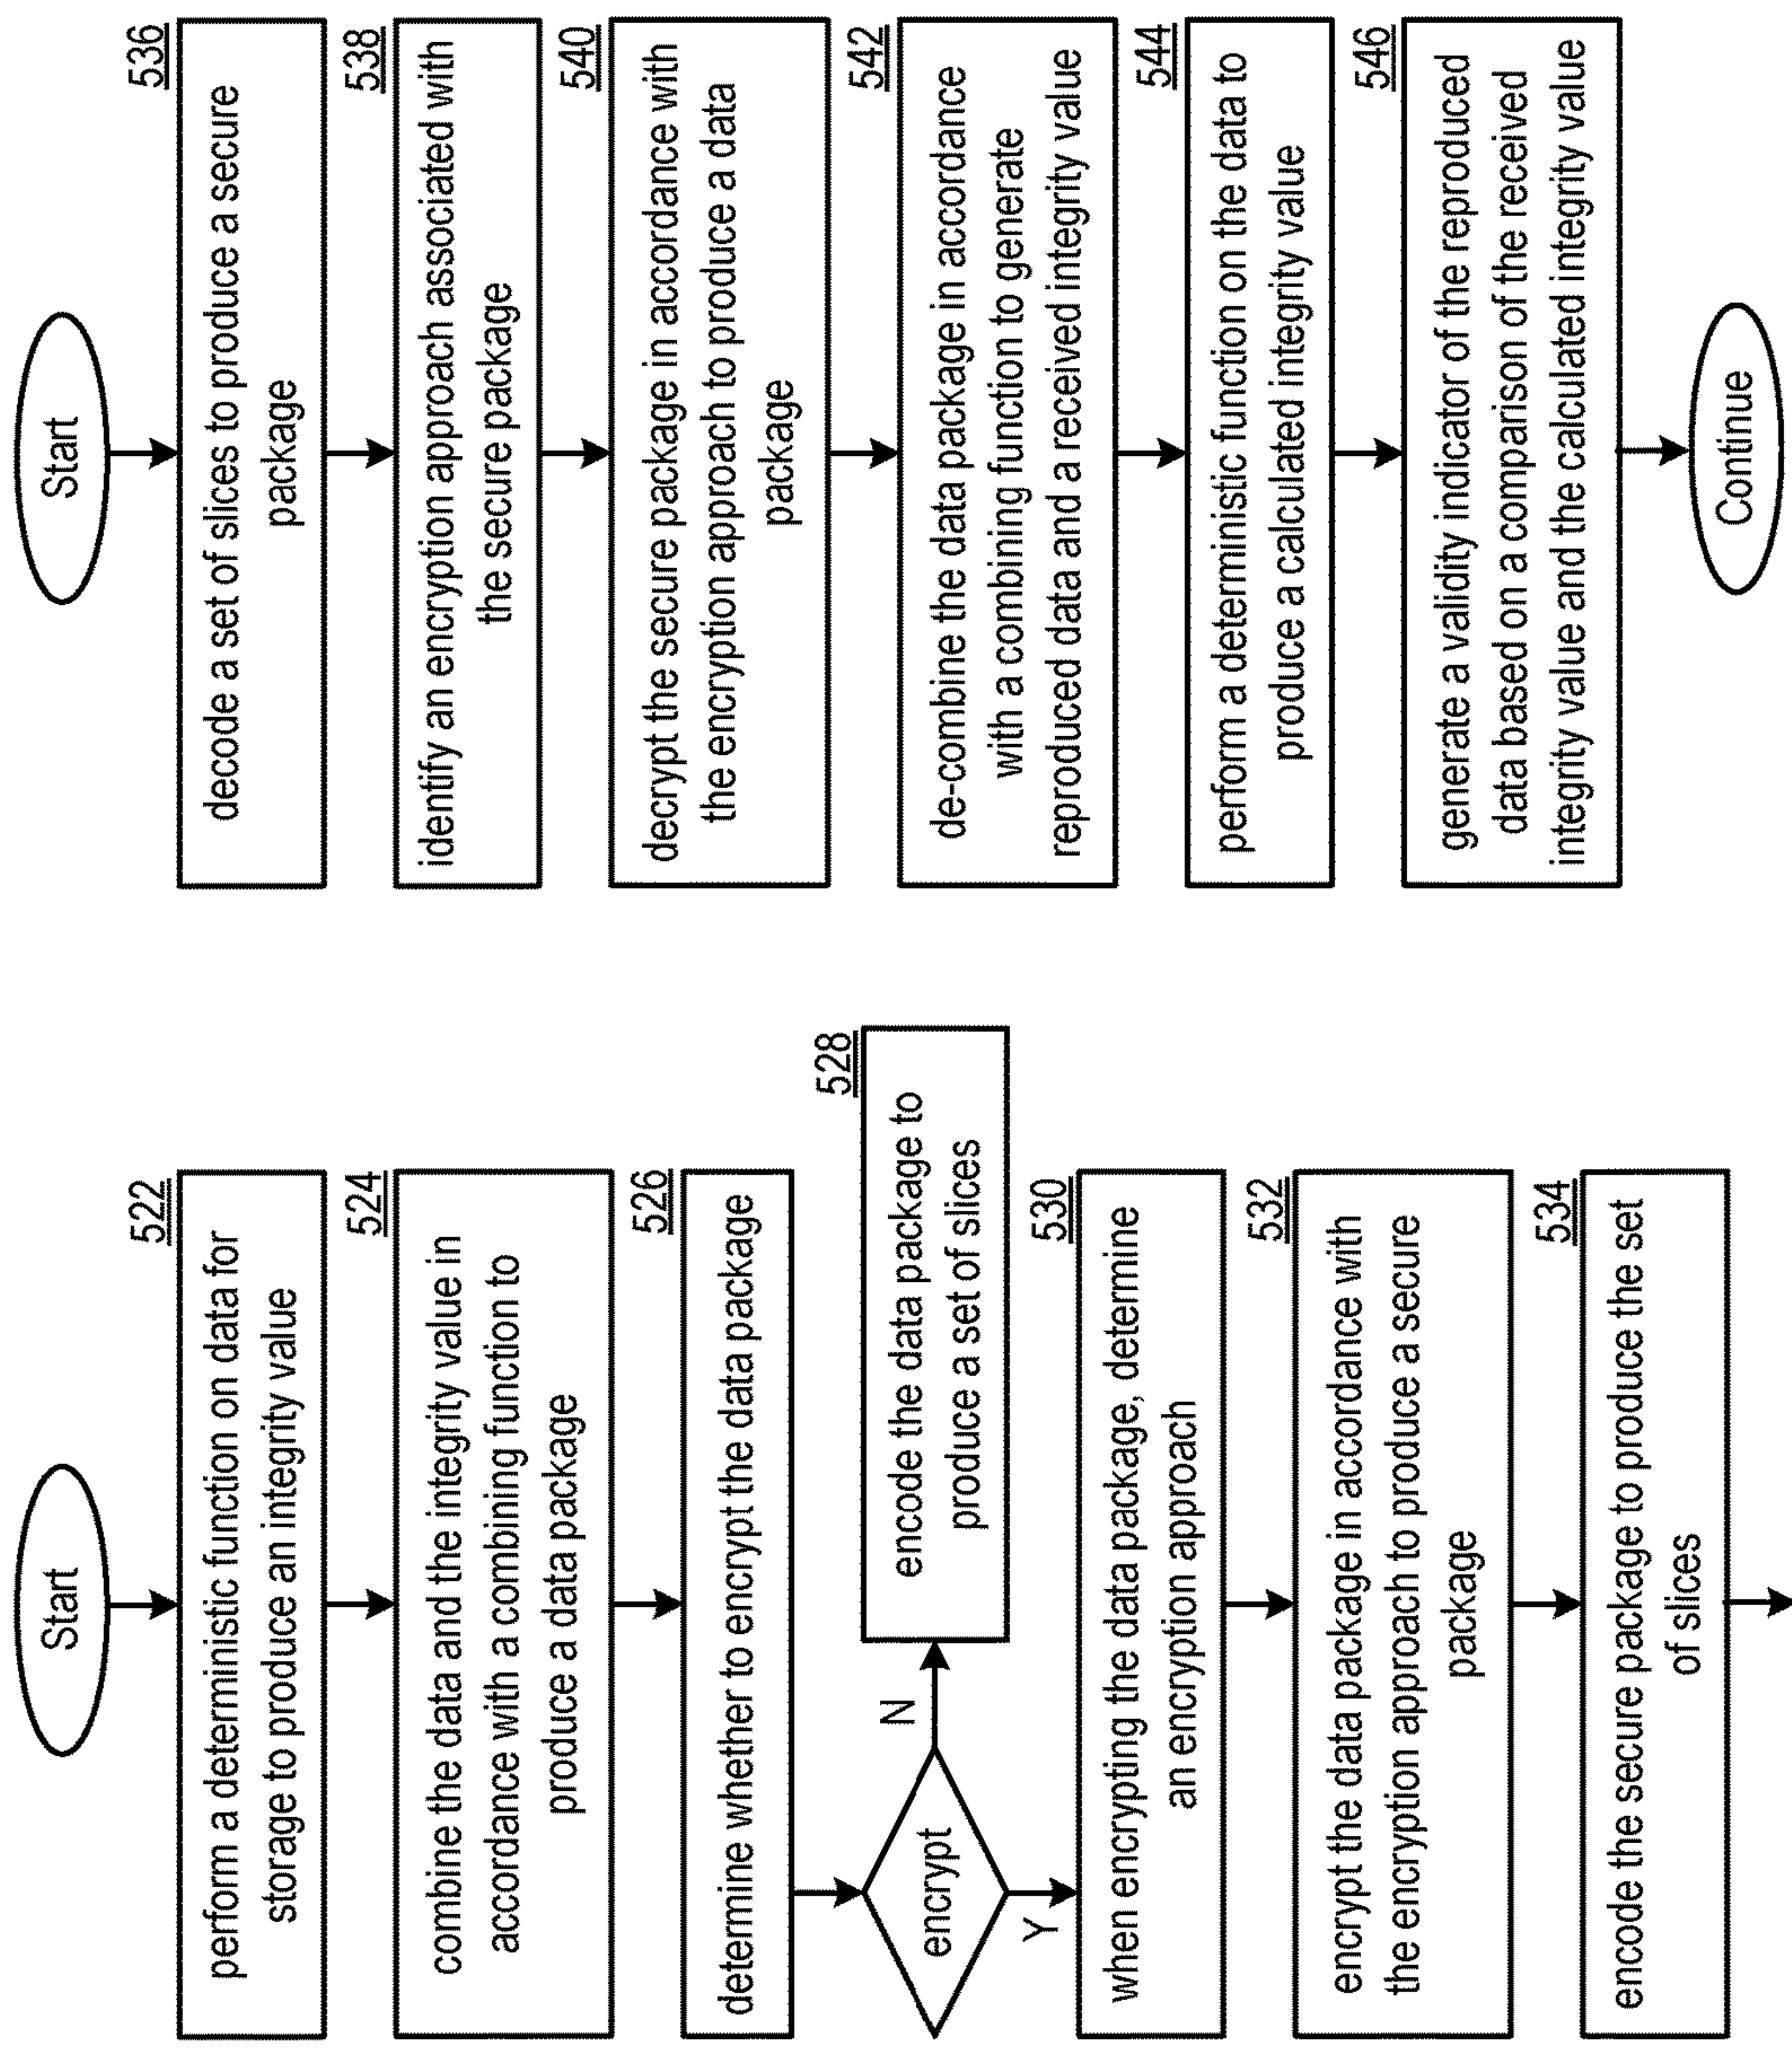 Start
522
perform a deterministic function on data for
storage to produce an integrity value
524
combine the data and the integrity value in
accordance with a combining function to
produce a data package
526
determine whether to encrypt the data package
encrypt
N
528
encode the data package to
produce a set of slices
Y
530
when encrypting the data package, determine
an encryption approach
532
encrypt the data package in accordance with
the encryption approach to produce a secure
package
534
encode the secure package to produce the set
of slices
Start
536
decode a set of slices to produce a secure
package
538
identify an encryption approach associated with
the secure package
540
decrypt the secure package in accordance with
the encryption approach to produce a data
package
542
de-combine the data package in accordance
with a combining function to generate
reproduced data and a received integrity value
544
perform a deterministic function on the data to
produce a calculated integrity value
546
generate a validity indicator of the reproduced
data based on a comparison of the received
integrity value and the calculated integrity value
Continue